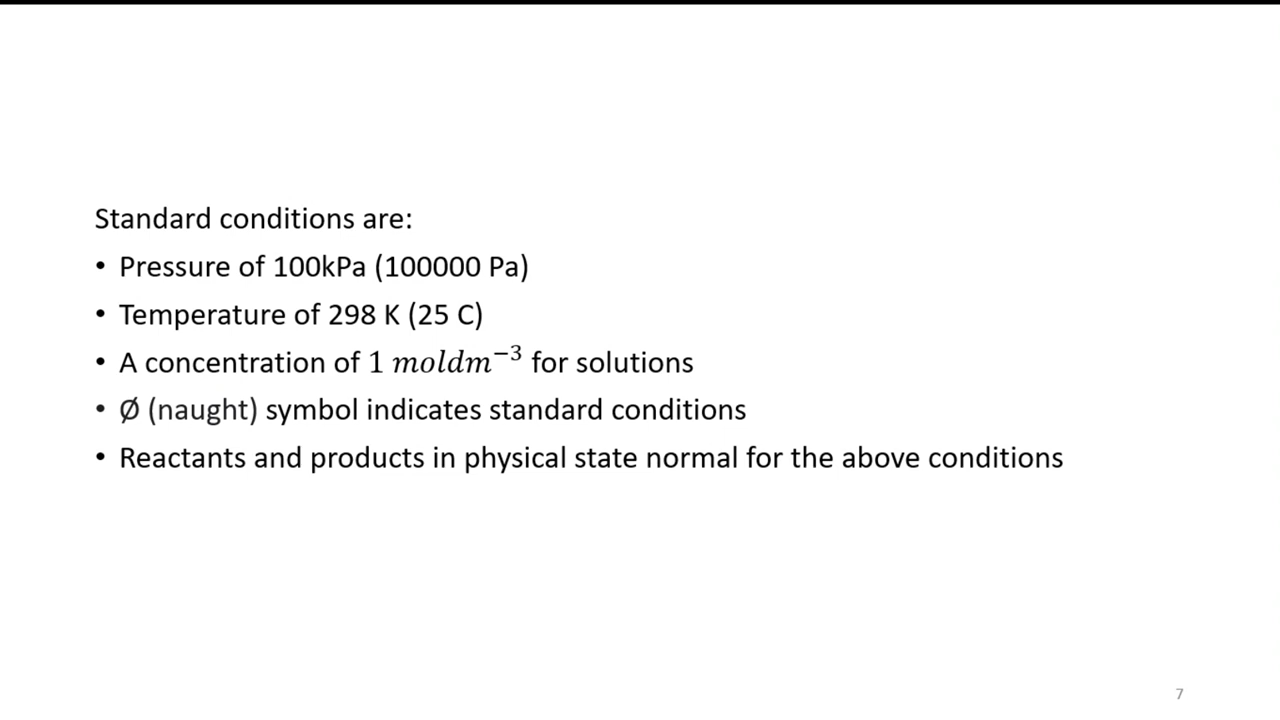 Standard conditions are:
• Pressure of 100kPa (100000 Pa)
• Temperature of 298 K (25 C)
• A concentration of 1 moldm⁻³ for solutions
• Ø (naught) symbol indicates standard conditions
• Reactants and products in physical state normal for the above conditions
7